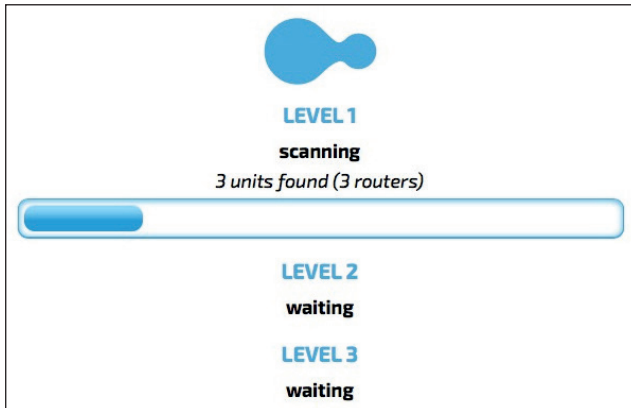 LEVEL 1
scanning
3 units found (3 routers)
LEVEL 2
waiting
LEVEL 3
waiting